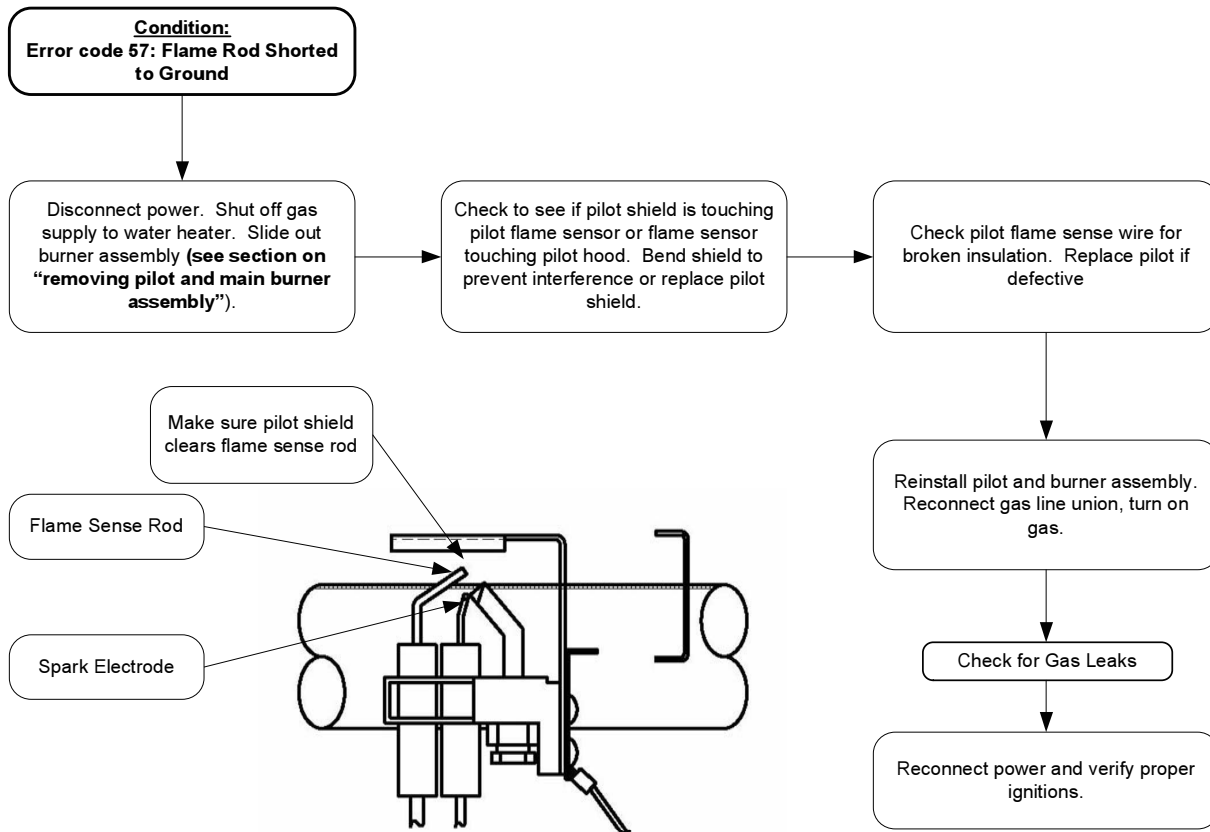 Condition:
Error code 57: Flame Rod Shorted
to Ground
Disconnect power. Shut off gas
supply to water heater. Slide out
burner assembly (see section on
“removing pilot and main burner
assembly”).
Check to see if pilot shield is touching
pilot flame sensor or flame sensor
touching pilot hood. Bend shield to
prevent interference or replace pilot
shield.
Check pilot flame sense wire for
broken insulation. Replace pilot if
defective
Make sure pilot shield
clears flame sense rod
Flame Sense Rod
Spark Electrode
Reinstall pilot and burner assembly.
Reconnect gas line union, turn on
gas.
Check for Gas Leaks
Reconnect power and verify proper
ignitions.